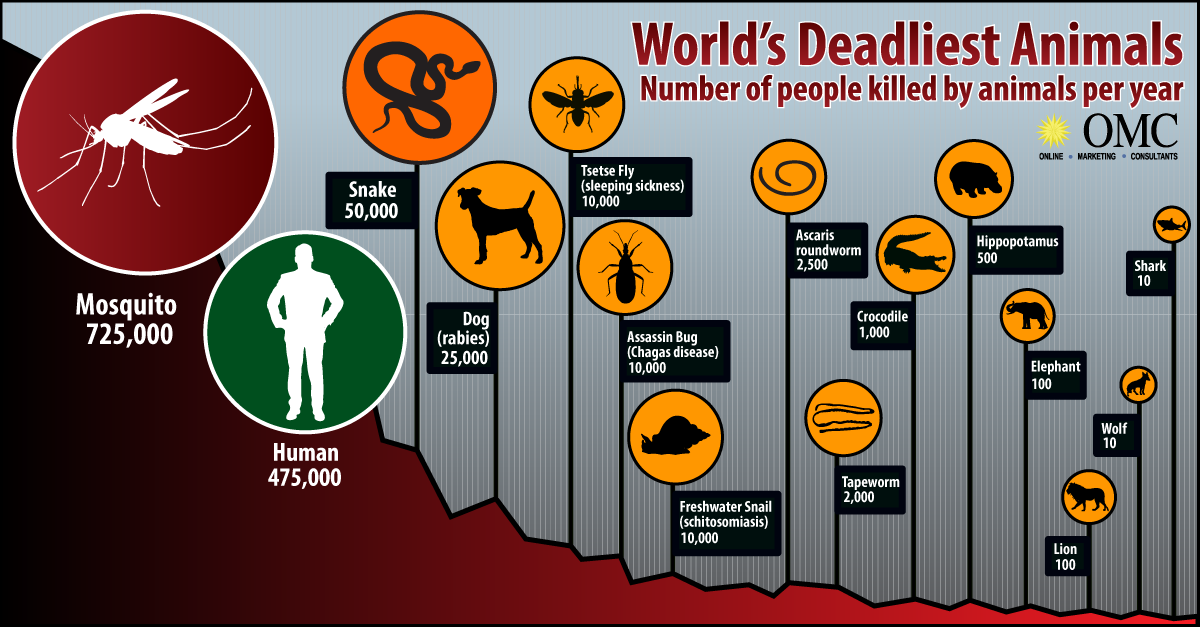 World's Deadliest Animals
Number of people killed by animals per year
OMC
ONLINE • MARKETING • CONSULTANTS
Mosquito
725,000
Human
475,000
Snake
50,000
Dog
(rabies)
25,000
Tsetse Fly
(sleeping sickness)
10,000
Assassin Bug
(Chagas disease)
10,000
Freshwater Snail
(schitosomiasis)
10,000
Ascaris
roundworm
2,500
Tapeworm
2,000
Crocodile
1,000
Hippopotamus
500
Elephant
100
Lion
100
Wolf
10
Shark
10